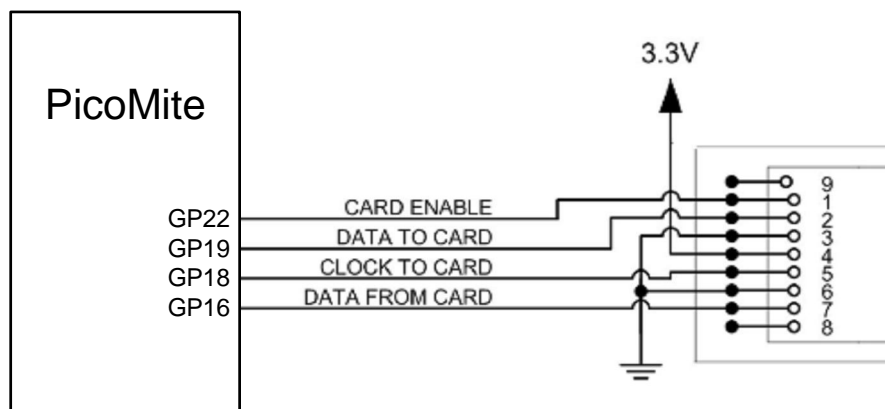 3.3V
PicoMite
GP22 CARD ENABLE
GP19 DATA TO CARD
GP18 CLOCK TO CARD
GP16 DATA FROM CARD
9
1
2
3
4
5
6
7
8